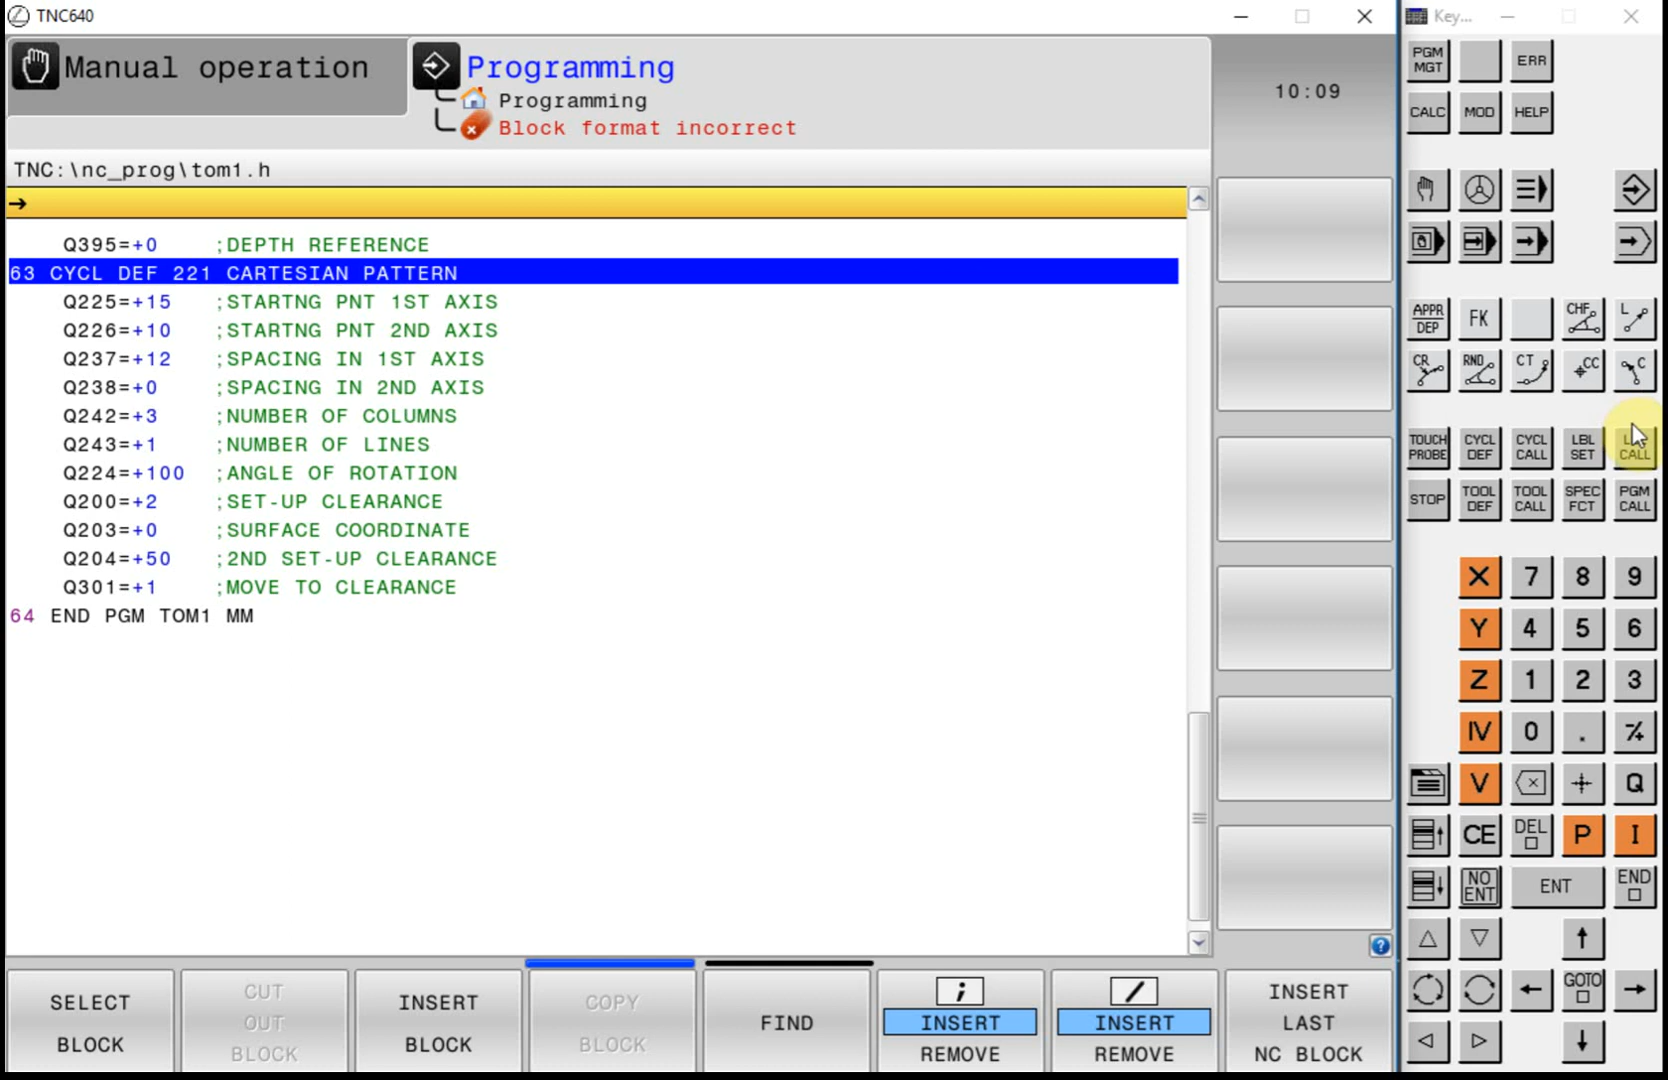 TNC640
Key...
Manual operation
Programming
Programming
Block format incorrect
10:09
TNC:\nc_prog\tom1.h
Q395=+0 ;DEPTH REFERENCE
63 CYCL DEF 221 CARTESIAN PATTERN
Q225=+15 ;STARTNG PNT 1ST AXIS
Q226=+10 ;STARTNG PNT 2ND AXIS
Q237=+12 ;SPACING IN 1ST AXIS
Q238=+0 ;SPACING IN 2ND AXIS
Q242=+3 ;NUMBER OF COLUMNS
Q243=+1 ;NUMBER OF LINES
Q224=+100 ;ANGLE OF ROTATION
Q200=+2 ;SET-UP CLEARANCE
Q203=+0 ;SURFACE COORDINATE
Q204=+50 ;2ND SET-UP CLEARANCE
Q301=+1 ;MOVE TO CLEARANCE
64 END PGM TOM1 MM
SELECT
BLOCK
CUT
OUT
BLOCK
INSERT
BLOCK
COPY
BLOCK
FIND
;
INSERT
REMOVE
/
INSERT
REMOVE
INSERT
LAST
NC BLOCK
PGM
MGT
ERR
CALC
MOD
HELP
APPR
DEP
FK
CHF
L
CR
RND
CT
CC
C
TOUCH
PROBE
CYCL
DEF
CYCL
CALL
LBL
SET
CALL
STOP
TOOL
DEF
TOOL
CALL
SPEC
FCT
PGM
CALL
X 7 8 9
Y 4 5 6
Z 1 2 3
IV 0 .
V Q
CE
DEL
P I
NO
ENT
ENT
END
GOTO